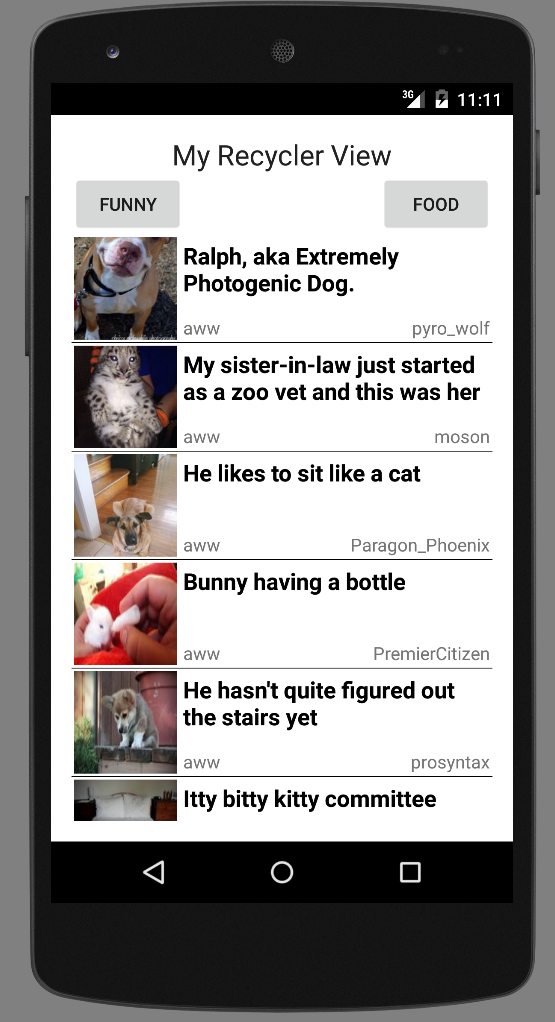 3G 11:11
My Recycler View
FUNNY FOOD
Ralph, aka Extremely
Photogenic Dog.
aww pyro_wolf
My sister-in-law just started
as a zoo vet and this was her
aww moson
He likes to sit like a cat
aww Paragon_Phoenix
Bunny having a bottle
aww PremierCitizen
He hasn't quite figured out
the stairs yet
aww prosyntax
Itty bitty kitty committee